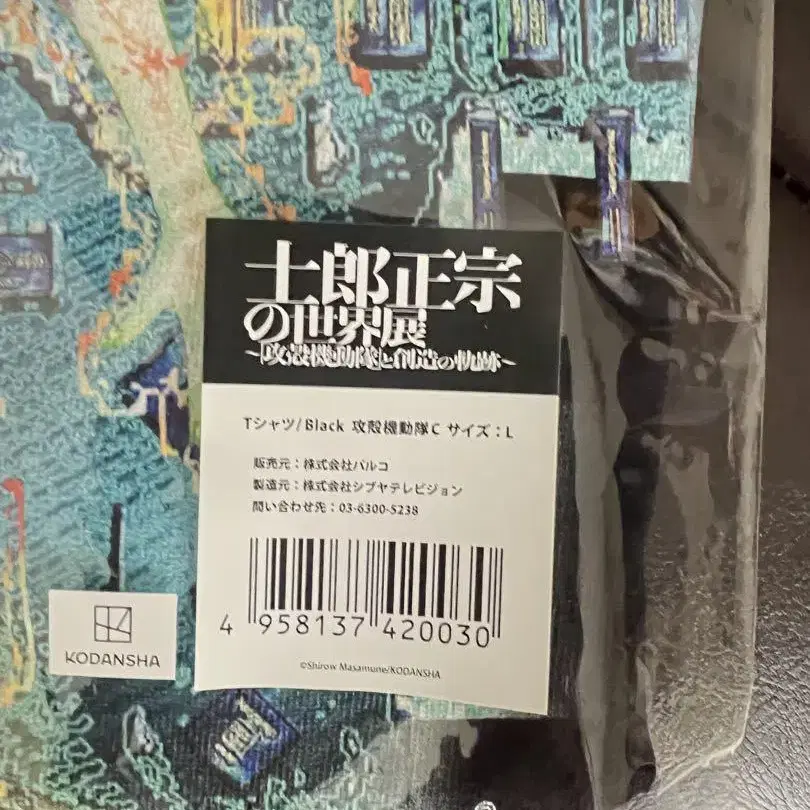 士郎正宗
の世界展
~「攻殻機動隊」と創造の軌跡~
Tシャツ/Black 攻殻機動隊C サイズ：L
販売元：株式会社パルコ
製造元：株式会社シブヤテレビジョン
問い合わせ先：03-6300-5238
4 958137 420030
©Shirow Masamune/KODANSHA
KODANSHA